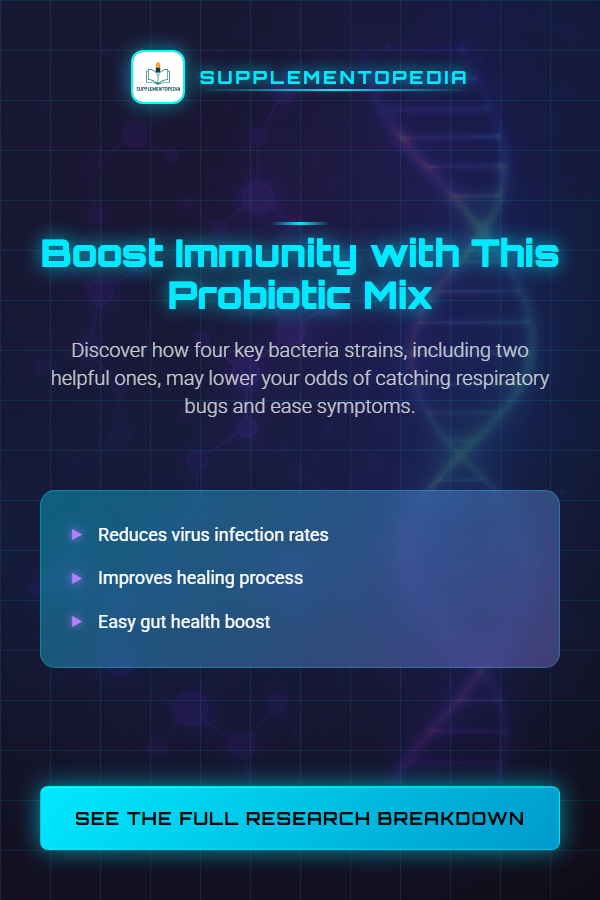 SUPPLEMENTOPEDIA
SUPPLEMENTOPEDIA
Boost Immunity with This
Probiotic Mix
Discover how four key bacteria strains, including two
helpful ones, may lower your odds of catching respiratory
bugs and ease symptoms.
Reduces virus infection rates
Improves healing process
Easy gut health boost
SEE THE FULL RESEARCH BREAKDOWN